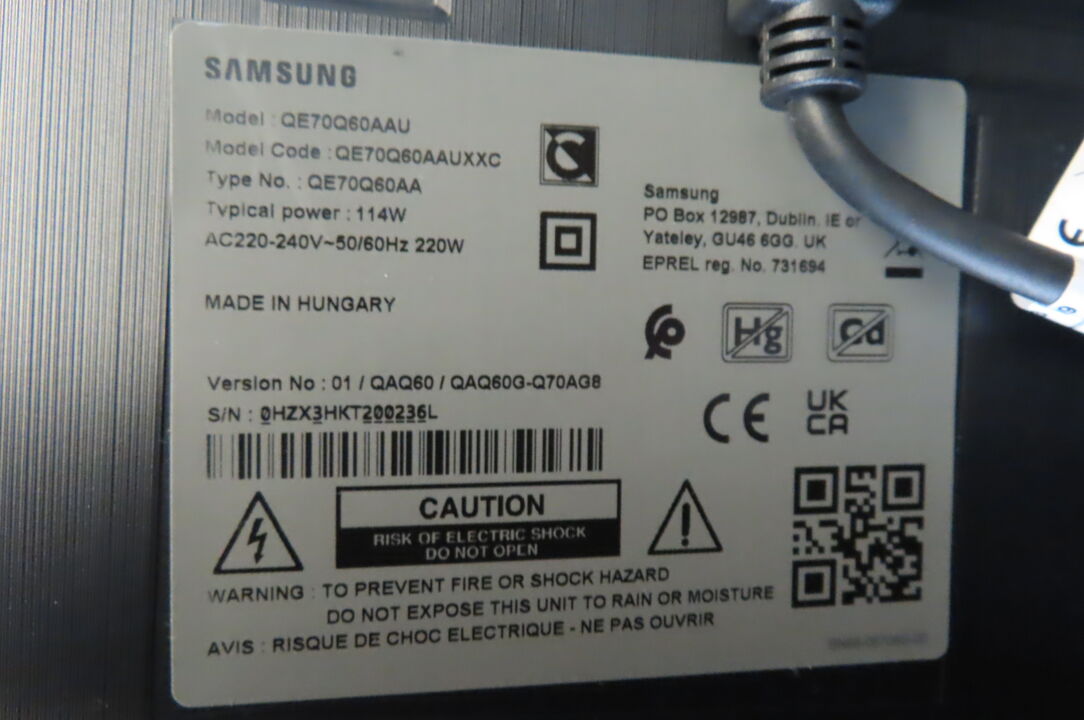 SAMSUNG
Model : QE70Q60AAU
Model Code : QE70Q60AAUXXC
Type No. : QE70Q60AA
Typical power : 114W
AC220-240V~50/60Hz 220W
MADE IN HUNGARY
Version No : 01 / QAQ60 / QAQ60G-Q70AG8
S/N : 0HZX3HKT200236L
Samsung
PO Box 12987, Dublin. IE or
Yateley, GU46 6GG. UK
EPREL reg. No. 731694
Hg
Cd
CE
UK
CA
CAUTION
RISK OF ELECTRIC SHOCK
DO NOT OPEN
WARNING : TO PREVENT FIRE OR SHOCK HAZARD
DO NOT EXPOSE THIS UNIT TO RAIN OR MOISTURE
AVIS : RISQUE DE CHOC ELECTRIQUE - NE PAS OUVRIR